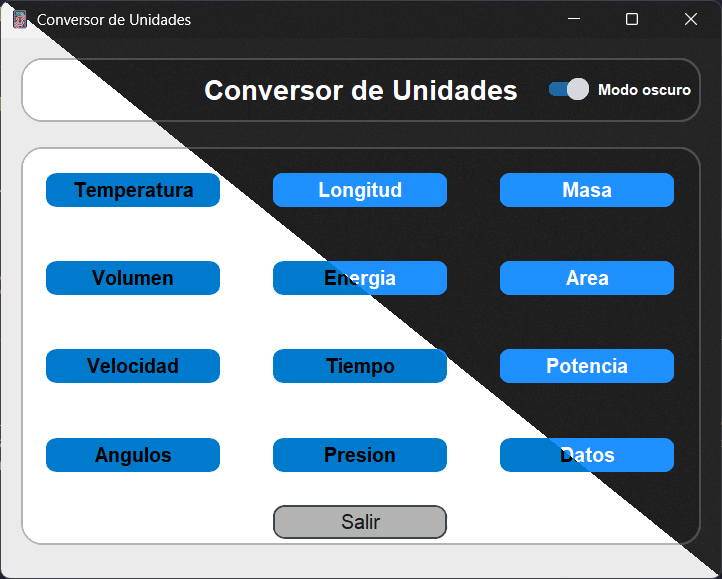 Conversor de Unidades
Conversor de Unidades
Modo oscuro
Temperatura
Longitud
Masa
Volumen
Energia
Area
Velocidad
Tiempo
Potencia
Angulos
Presion
Datos
Salir